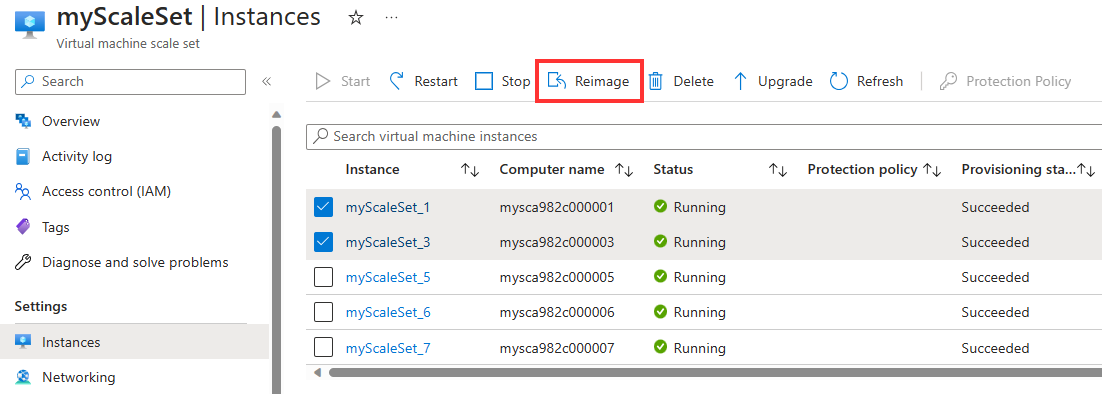 myScaleSet | Instances ☆ ...
Virtual machine scale set
Search «
Start Restart Stop Reimage Delete Upgrade Refresh Protection Policy
Overview
Activity log
Access control (IAM)
Tags
Diagnose and solve problems
Settings
Instances
Networking
Search virtual machine instances
Instance ↑↓ Computer name ↑↓ Status ↑↓ Protection policy ↑↓ Provisioning sta...↑↓
myScaleSet_1 mysca982c000001 Running Succeeded
myScaleSet_3 mysca982c000003 Running Succeeded
myScaleSet_5 mysca982c000005 Running Succeeded
myScaleSet_6 mysca982c000006 Running Succeeded
myScaleSet_7 mysca982c000007 Running Succeeded